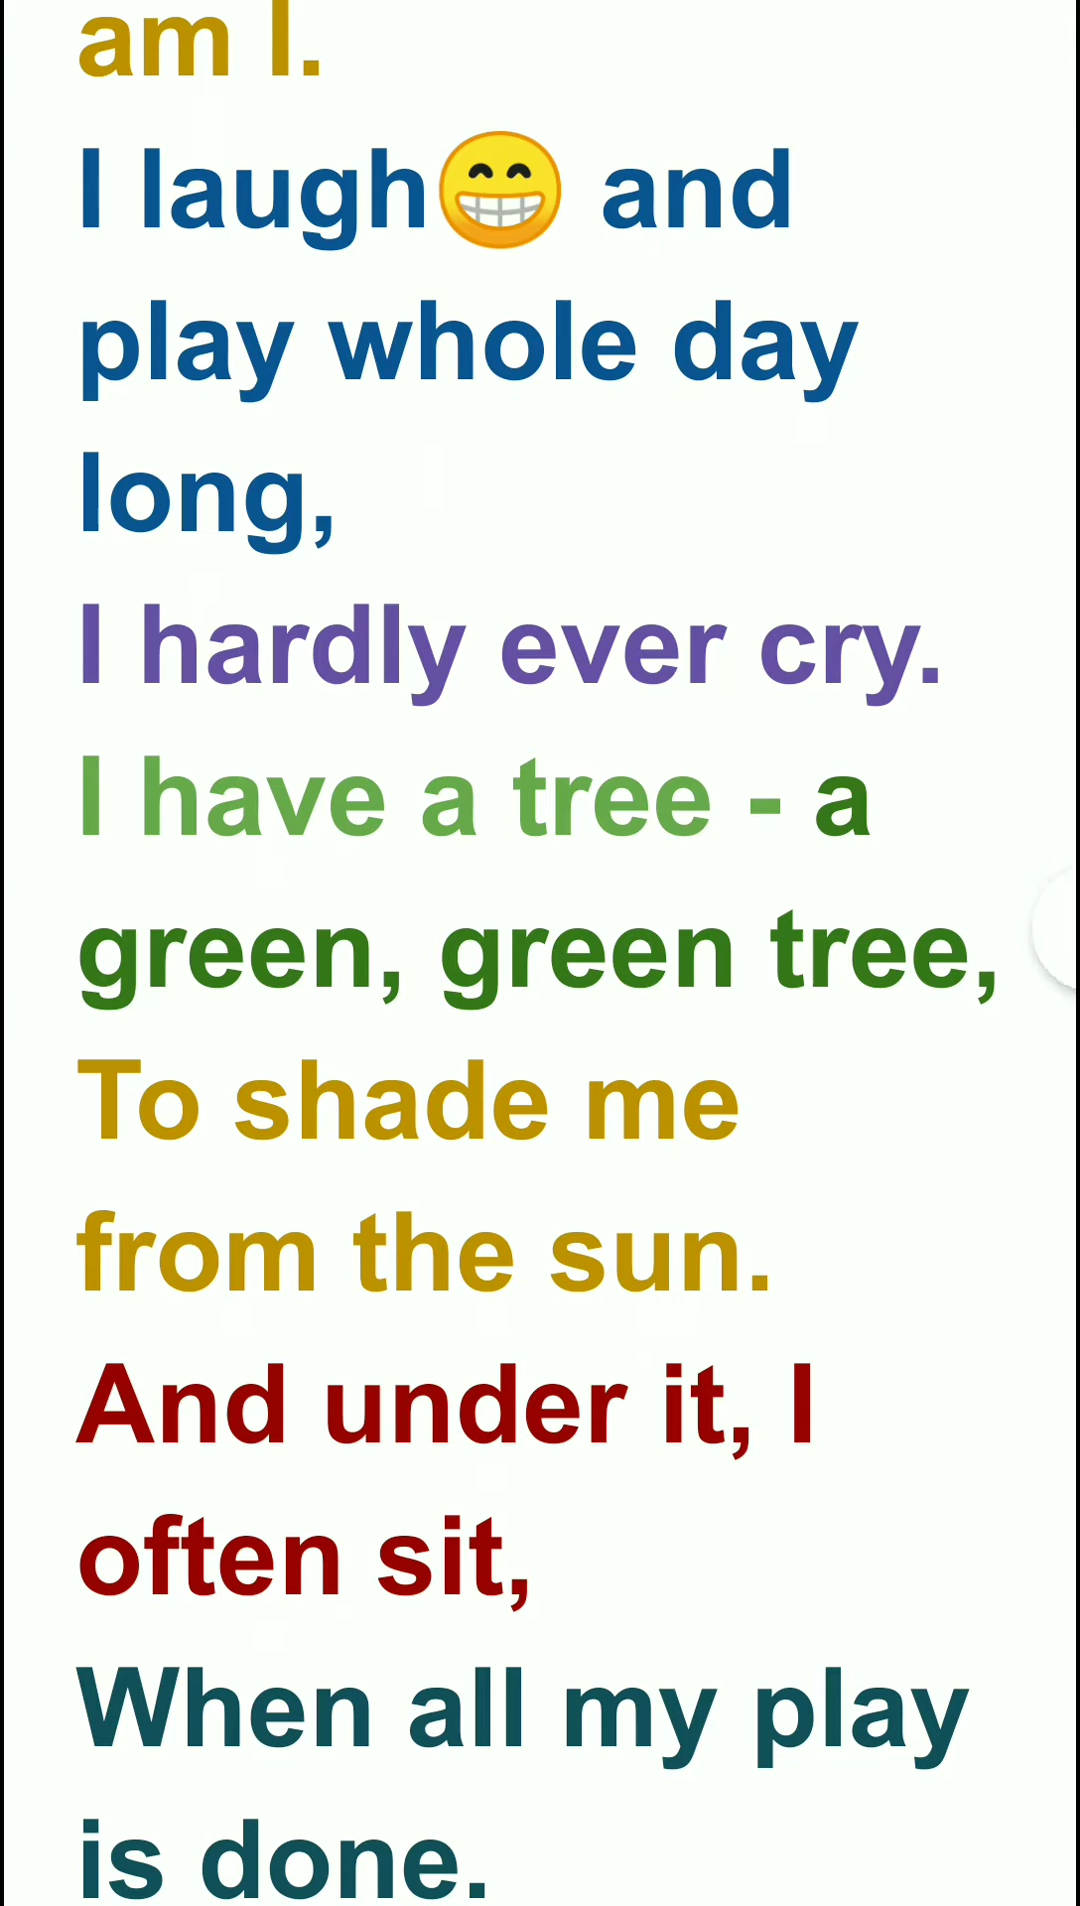 am I.
I laugh😁 and
play whole day
long,
I hardly ever cry.
I have a tree - a
green, green tree,
To shade me
from the sun.
And under it, I
often sit,
When all my play
is done.